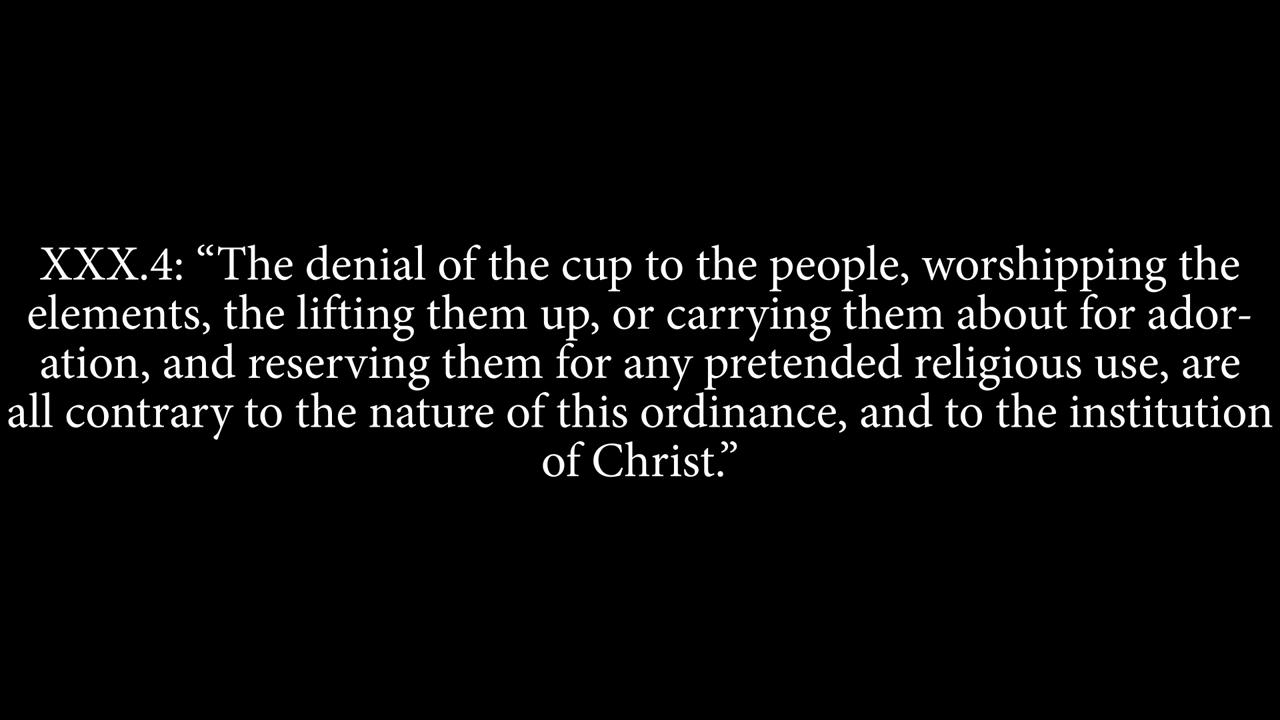 XXX.4: “The denial of the cup to the people, worshipping the
elements, the lifting them up, or carrying them about for ador-
ation, and reserving them for any pretended religious use, are
all contrary to the nature of this ordinance, and to the institution
of Christ.”